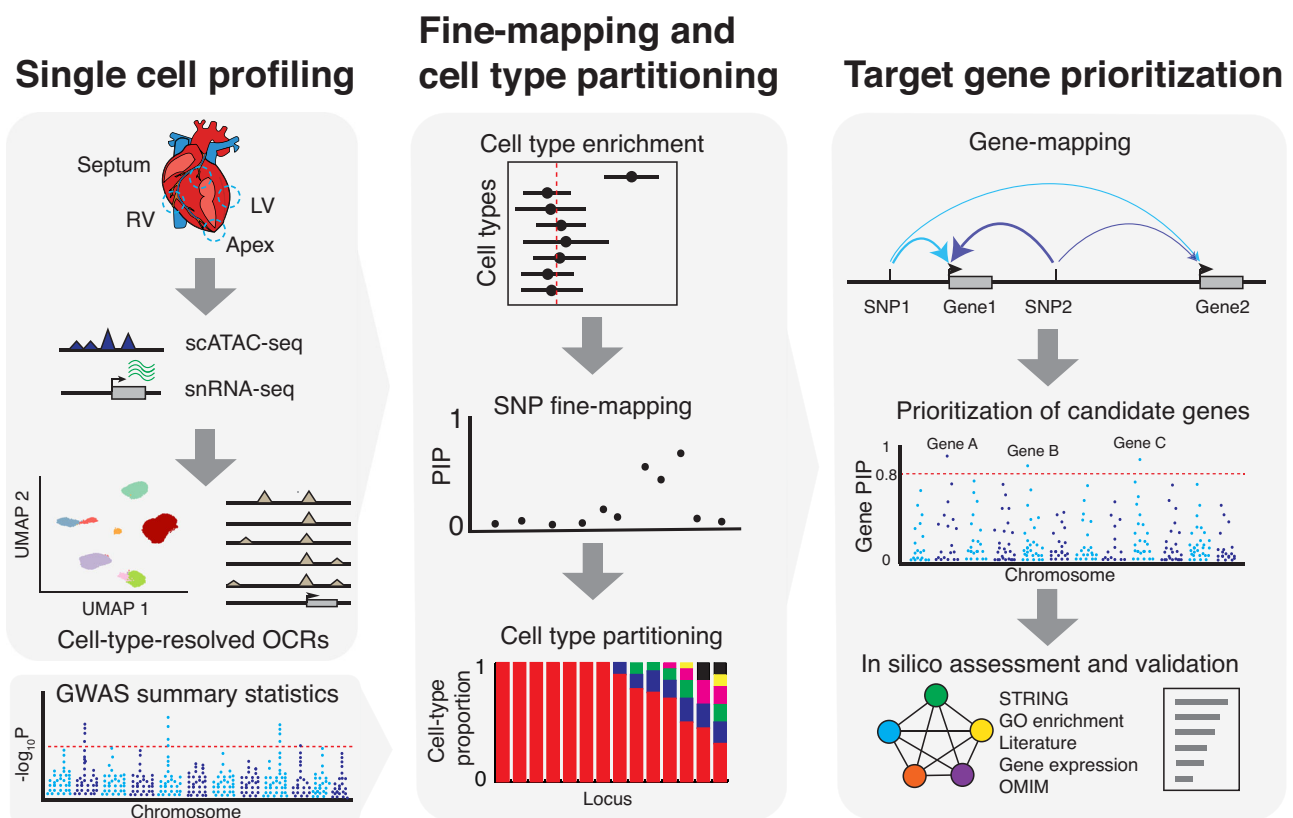 Single cell profiling
Septum
RV
LV
Apex
scATAC-seq
snRNA-seq
UMAP 2
UMAP 1
Cell-type-resolved OCRs
GWAS summary statistics
-log10P
Chromosome
Fine-mapping and
cell type partitioning
Cell type enrichment
Cell types
SNP fine-mapping
1
PIP
0
Cell type partitioning
1
Cell-type
proportion
0
Locus
Target gene prioritization
Gene-mapping
SNP1
Gene1
SNP2
Gene2
Prioritization of candidate genes
1
Gene A
Gene B
Gene C
0.8
Gene PIP
0
Chromosome
In silico assessment and validation
STRING
GO enrichment
Literature
Gene expression
OMIM